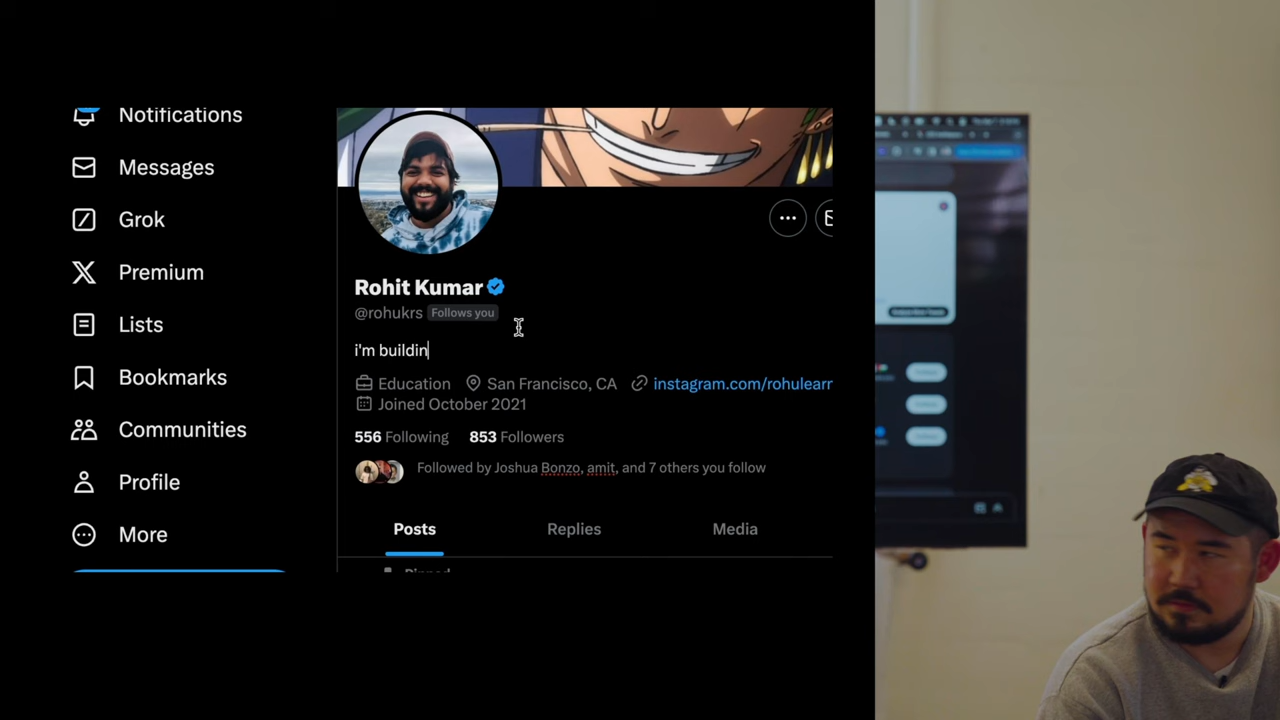 Notifications
Messages
Grok
Premium
Lists
Bookmarks
Communities
Profile
More
Rohit Kumar
@rohukrs Follows you
i'm buildin
Education San Francisco, CA instagram.com/rohulearn
Joined October 2021
556 Following 853 Followers
Followed by Joshua Bonzo, amit, and 7 others you follow
Posts Replies Media
Pinned